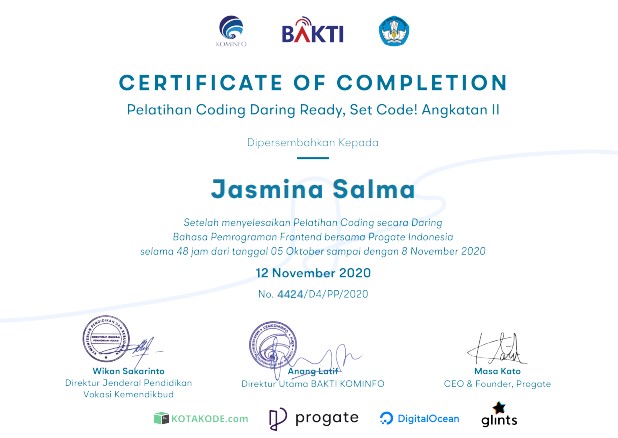 KOMINFO
BAKTI
CERTIFICATE OF COMPLETION
Pelatihan Coding Daring Ready, Set Code! Angkatan II
Dipersembahkan Kepada
Jasmina Salma
Setelah menyelesaikan Pelatihan Coding secara Daring
Bahasa Pemrograman Frontend bersama Progate Indonesia
selama 48 jam dari tanggal 05 Oktober sampai dengan 8 November 2020
12 November 2020
No. 4424/D4/PP/2020
Wikan Sakarinto
Direktur Jenderal Pendidikan
Vokasi Kemendikbud
Anang Latif
Direktur Utama BAKTI KOMINFO
Masa Kato
CEO & Founder, Progate
KOTAKODE.com
progate
DigitalOcean
glints